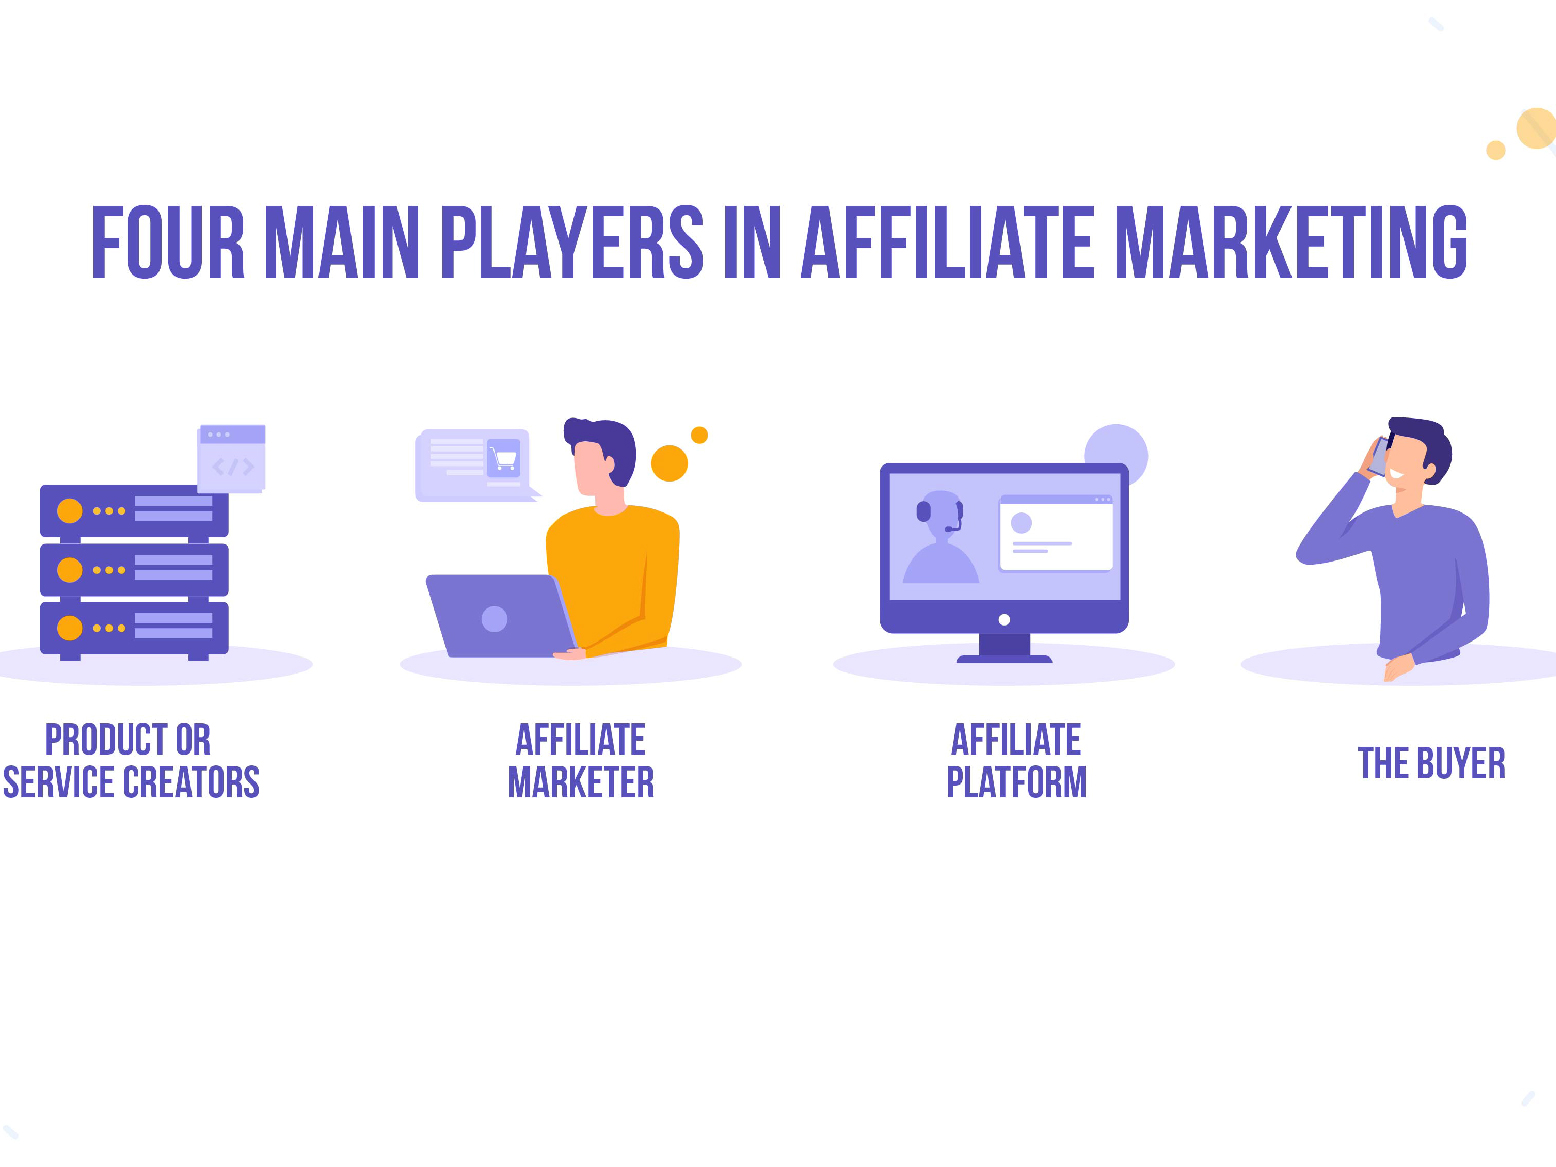 FOUR MAIN PLAYERS IN AFFILIATE MARKETING
PRODUCT OR
SERVICE CREATORS
AFFILIATE
MARKETER
AFFILIATE
PLATFORM
THE BUYER